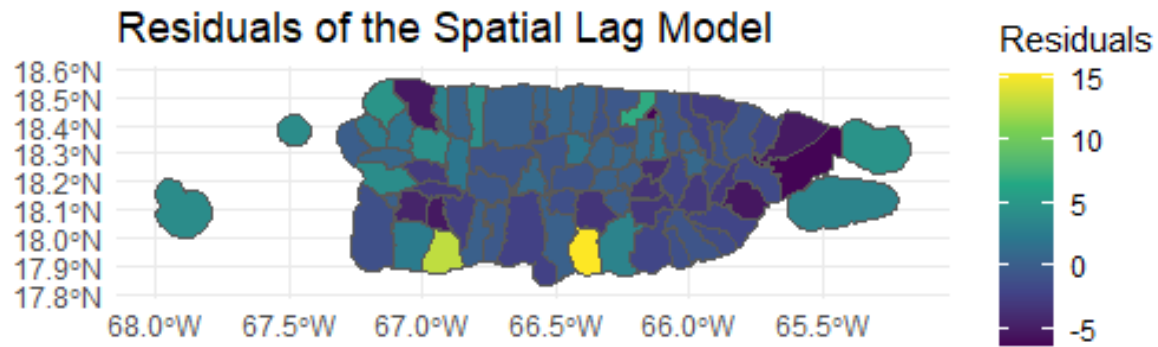 Residuals of the Spatial Lag Model
18.6°N
18.5°N
18.4°N
18.3°N
18.2°N
18.1°N
18.0°N
17.9°N
17.8°N
68.0°W 67.5°W 67.0°W 66.5°W 66.0°W 65.5°W
Residuals
15
10
5
0
-5